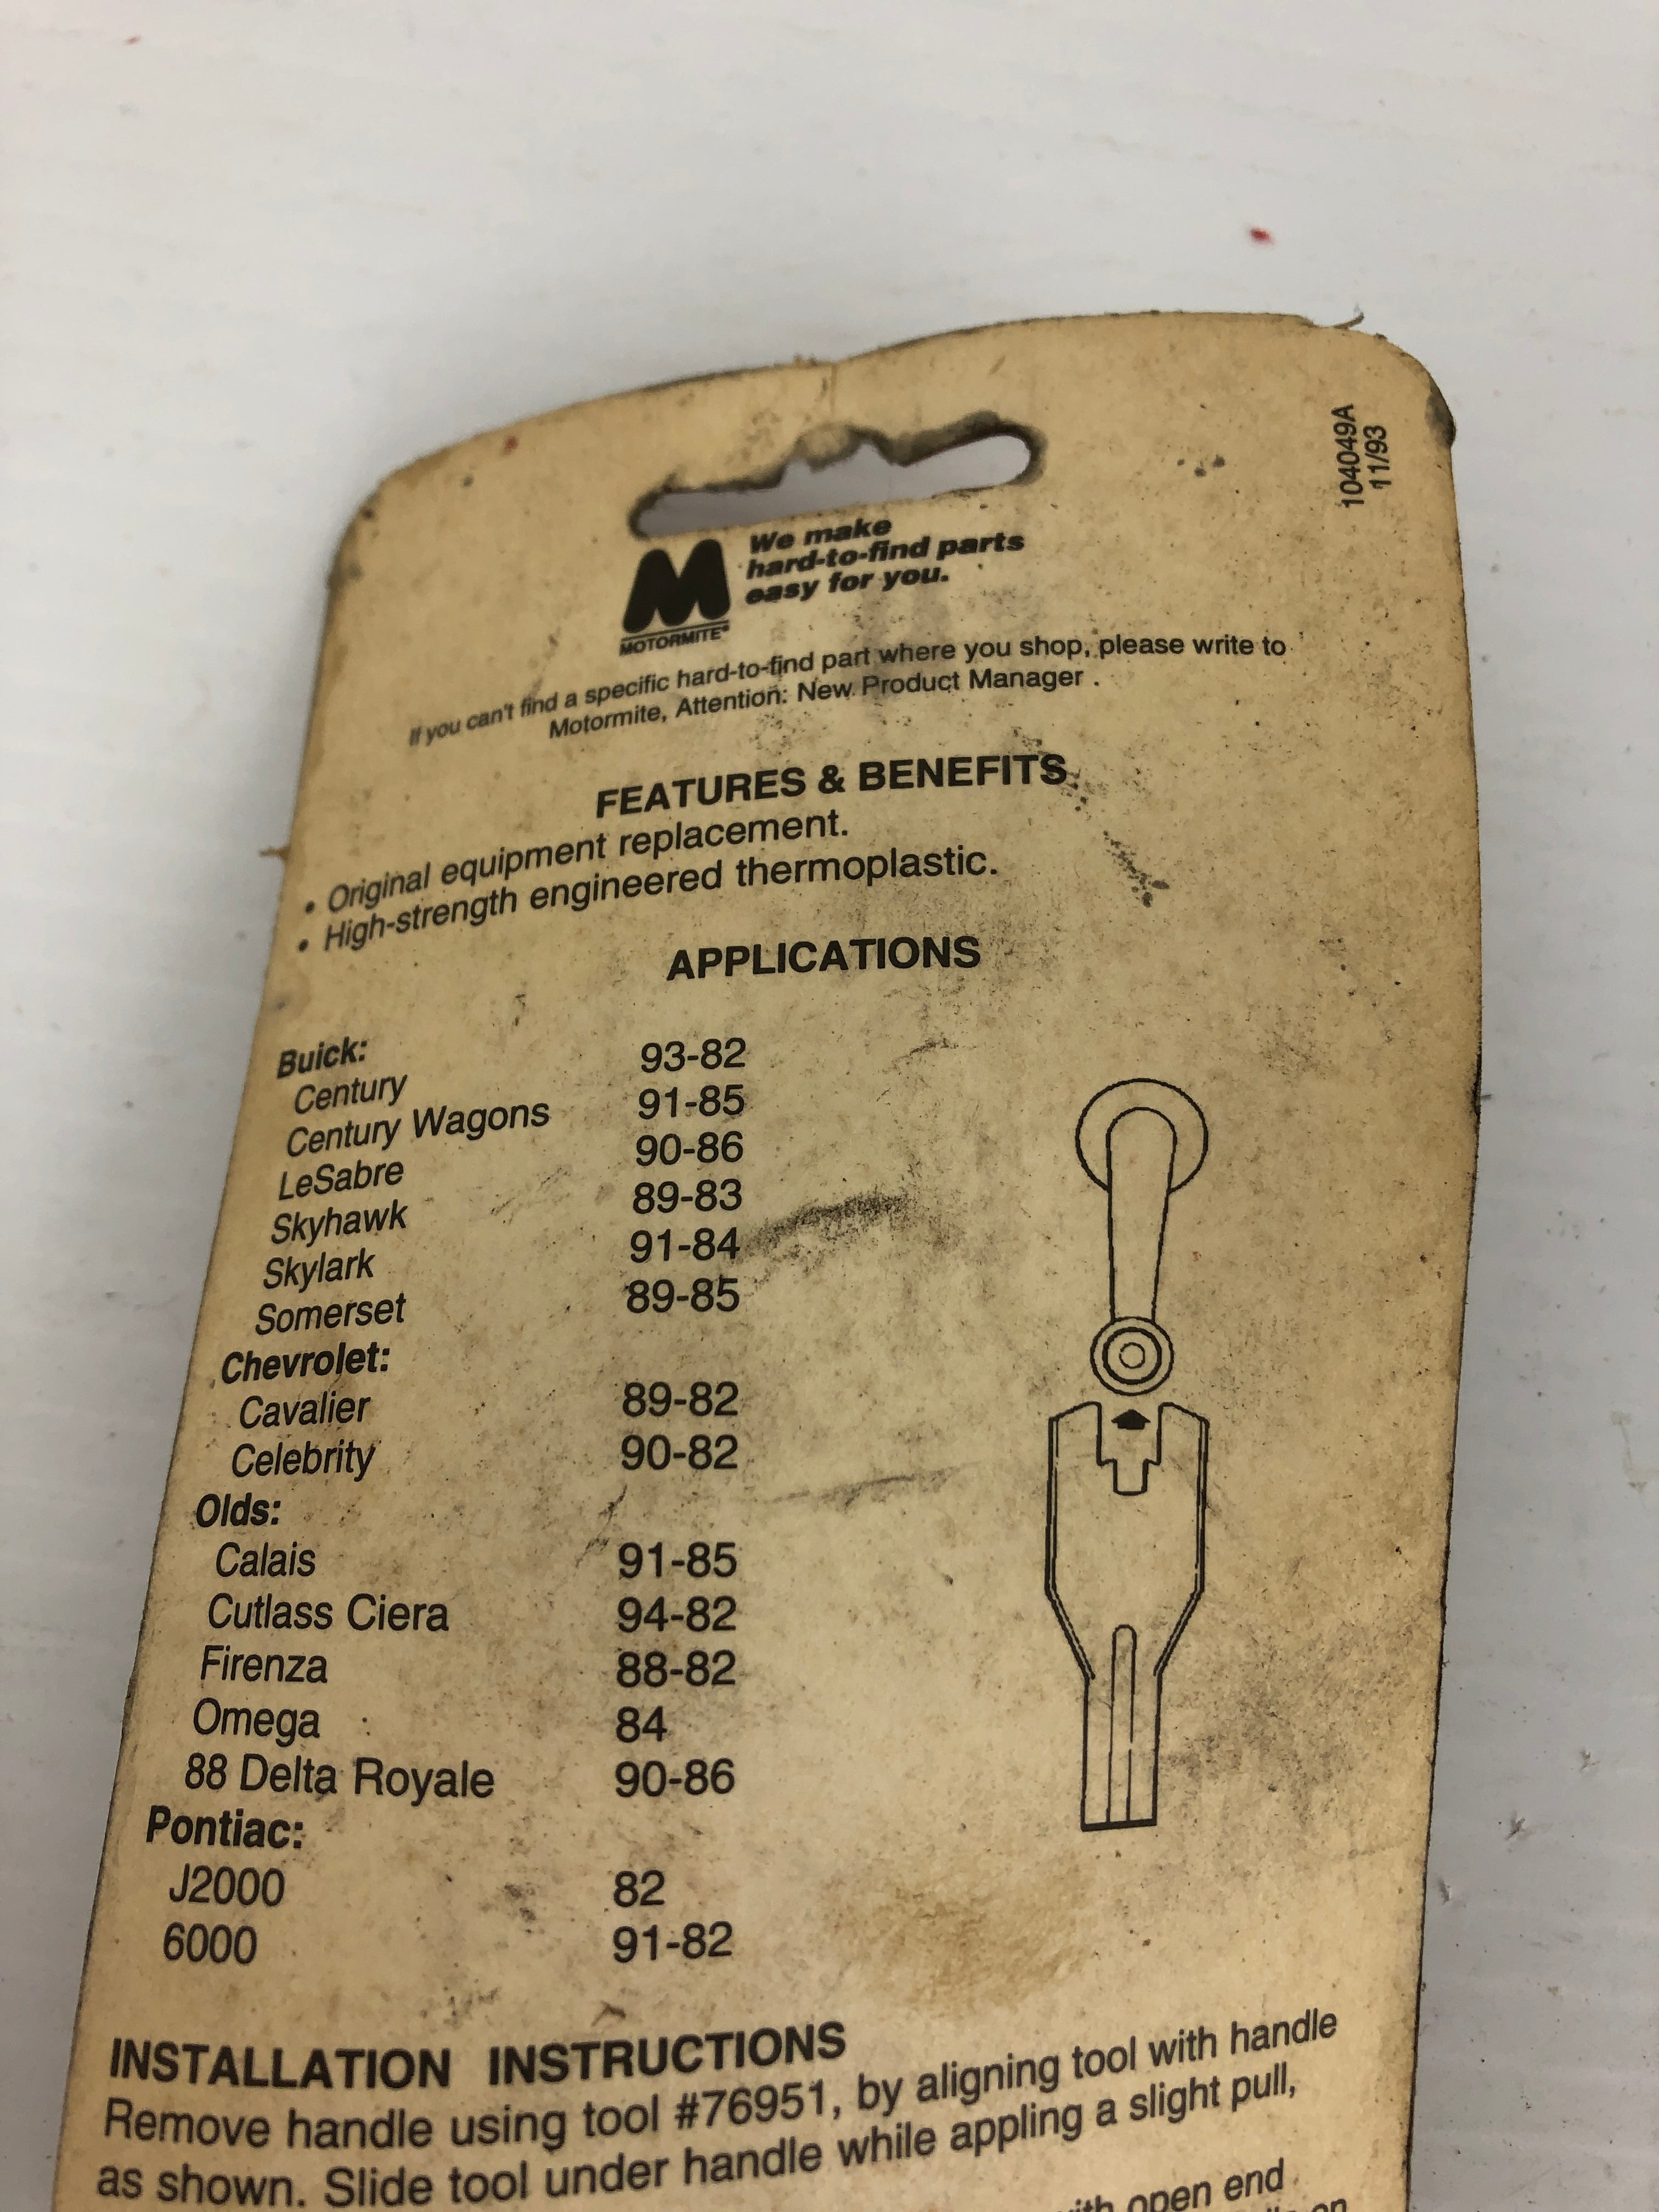 104049A
11/93
We make
hard-to-find parts
easy for you.
MOTORMITE®
If you can't find a specific hard-to-find part where you shop, please write to
Motormite, Attention: New Product Manager .
FEATURES & BENEFITS
• Original equipment replacement.
• High-strength engineered thermoplastic.
APPLICATIONS
Buick:
Century 93-82
Century Wagons 91-85
LeSabre 90-86
Skyhawk 89-83
Skylark 91-84
Somerset 89-85
Chevrolet:
Cavalier 89-82
Celebrity 90-82
Olds:
Calais 91-85
Cutlass Ciera 94-82
Firenza 88-82
Omega 84
88 Delta Royale 90-86
Pontiac:
J2000 82
6000 91-82
INSTALLATION INSTRUCTIONS
Remove handle using tool #76951, by aligning tool with handle
as shown. Slide tool under handle while appling a slight pull,
with open end